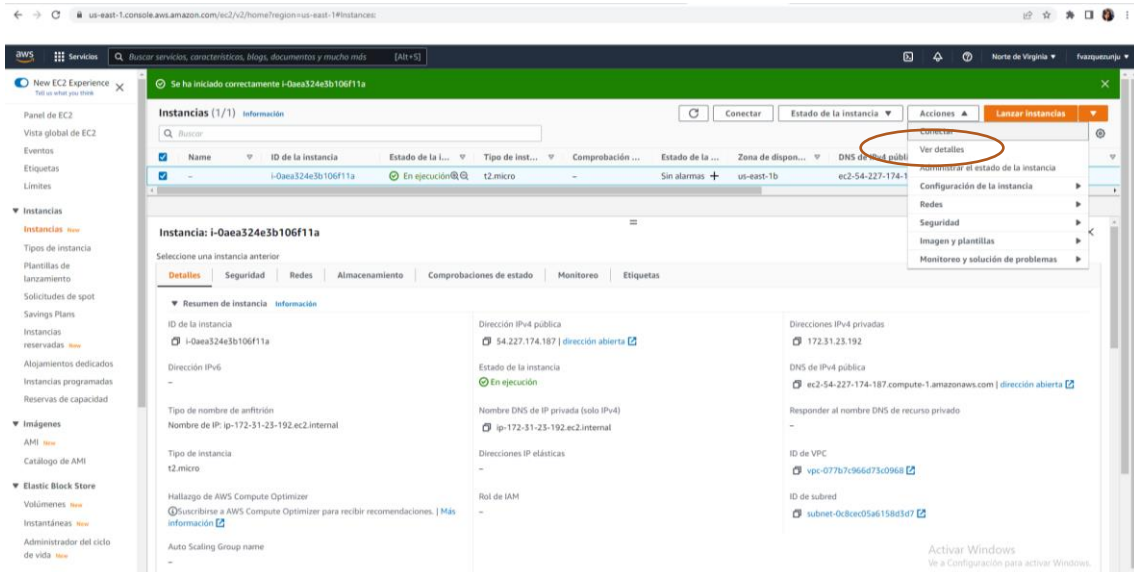 us-east-1.console.aws.amazon.com/ec2/v2/home?region=us-east-1#Instances:
aws Servicios Buscar servicios, características, blogs, documentos y mucho más [Alt+S] Norte de Virginia fvazquezunju
New EC2 Experience
Tell us what you think
Se ha iniciado correctamente i-0aea324e3b106f11a
Panel de EC2
Vista global de EC2
Eventos
Etiquetas
Límites
Instancias
Instancias New
Tipos de instancia
Plantillas de
lanzamiento
Solicitudes de spot
Savings Plans
Instancias
reservadas New
Alojamientos dedicados
Instancias programadas
Reservas de capacidad
Imágenes
AMI New
Catálogo de AMI
Elastic Block Store
Volúmenes New
Instantáneas New
Administrador del ciclo
de vida New
Instancias (1/1) Información
Conectar Estado de la instancia Acciones Lanzar instancias
Buscar
Name ID de la instancia Estado de la i... Tipo de inst... Comprobación ... Estado de la ... Zona de dispon... DNS de IPv4 públi
– i-0aea324e3b106f11a En ejecución t2.micro – Sin alarmas + us-east-1b ec2-54-227-174-1
Conectar
Ver detalles
Administrar el estado de la instancia
Configuración de la instancia
Redes
Seguridad
Imagen y plantillas
Monitoreo y solución de problemas
Instancia: i-0aea324e3b106f11a
Seleccione una instancia anterior
Detalles Seguridad Redes Almacenamiento Comprobaciones de estado Monitoreo Etiquetas
Resumen de instancia Información
ID de la instancia
i-0aea324e3b106f11a
Dirección IPv4 pública
54.227.174.187 | dirección abierta
Direcciones IPv4 privadas
172.31.23.192
Dirección IPv6
–
Estado de la instancia
En ejecución
DNS de IPv4 pública
ec2-54-227-174-187.compute-1.amazonaws.com | dirección abierta
Tipo de nombre de anfitrión
Nombre de IP: ip-172-31-23-192.ec2.internal
Nombre DNS de IP privada (solo IPv4)
ip-172-31-23-192.ec2.internal
Responder al nombre DNS de recurso privado
–
Tipo de instancia
t2.micro
Direcciones IP elásticas
–
ID de VPC
vpc-077b7c966d73c0968
Hallazgo de AWS Compute Optimizer
Suscribirse a AWS Compute Optimizer para recibir recomendaciones. | Más
información
Rol de IAM
–
ID de subred
subnet-0c8cec05a6158d3d7
Auto Scaling Group name
–
Activar Windows
Ve a Configuración para activar Windows.